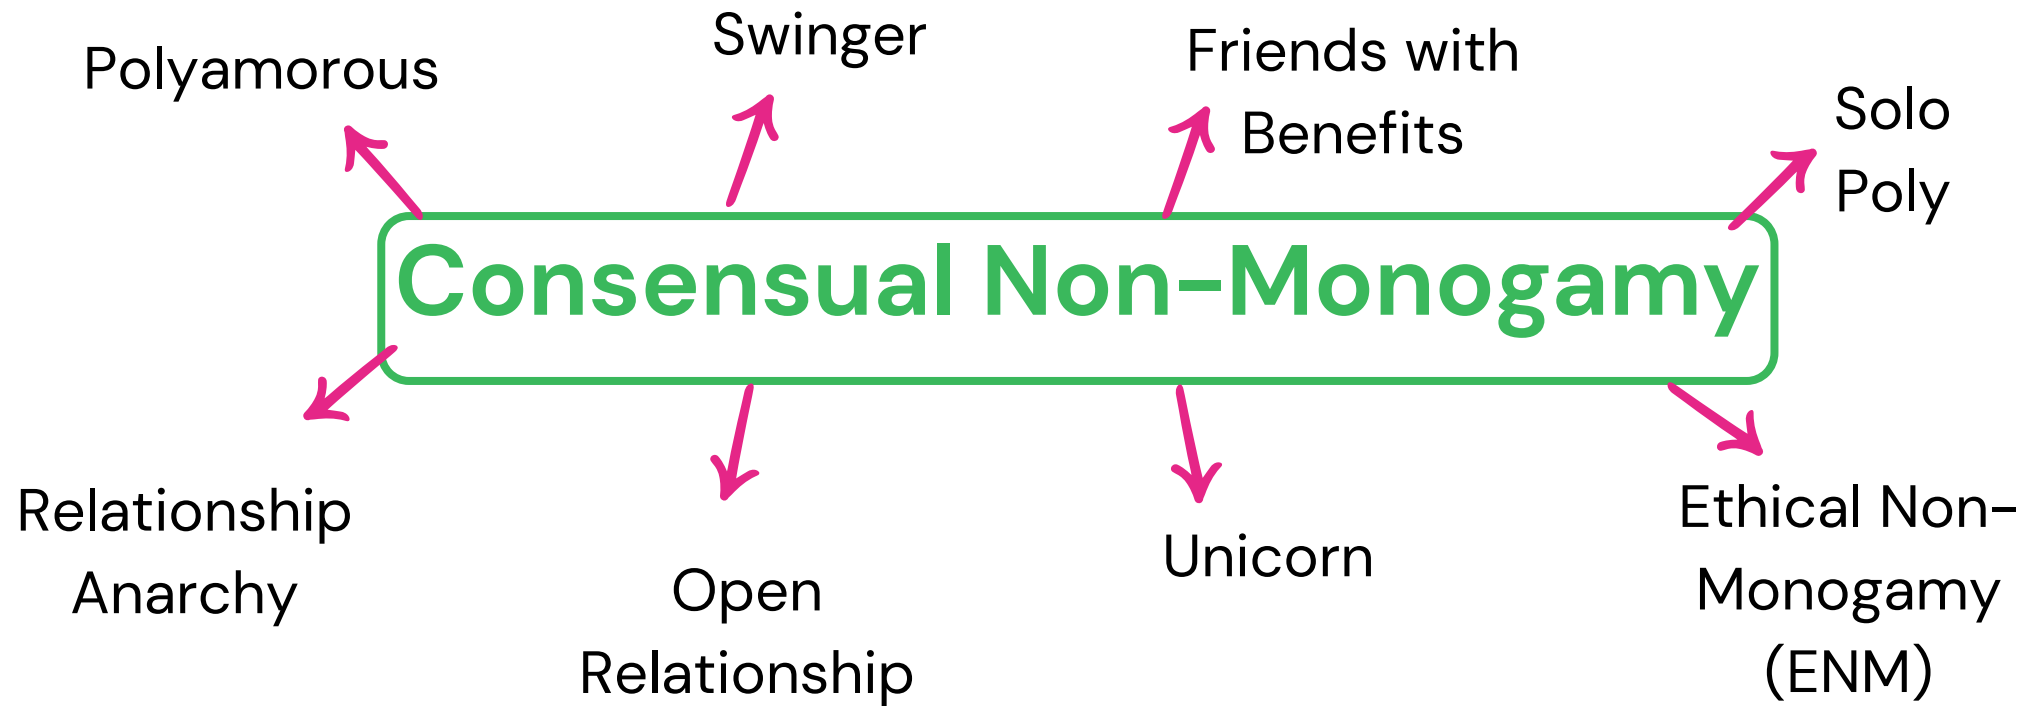 Polyamorous
Swinger
Friends with
Benefits
Solo
Poly
Consensual Non-Monogamy
Relationship
Anarchy
Open
Relationship
Unicorn
Ethical Non-
Monogamy
(ENM)